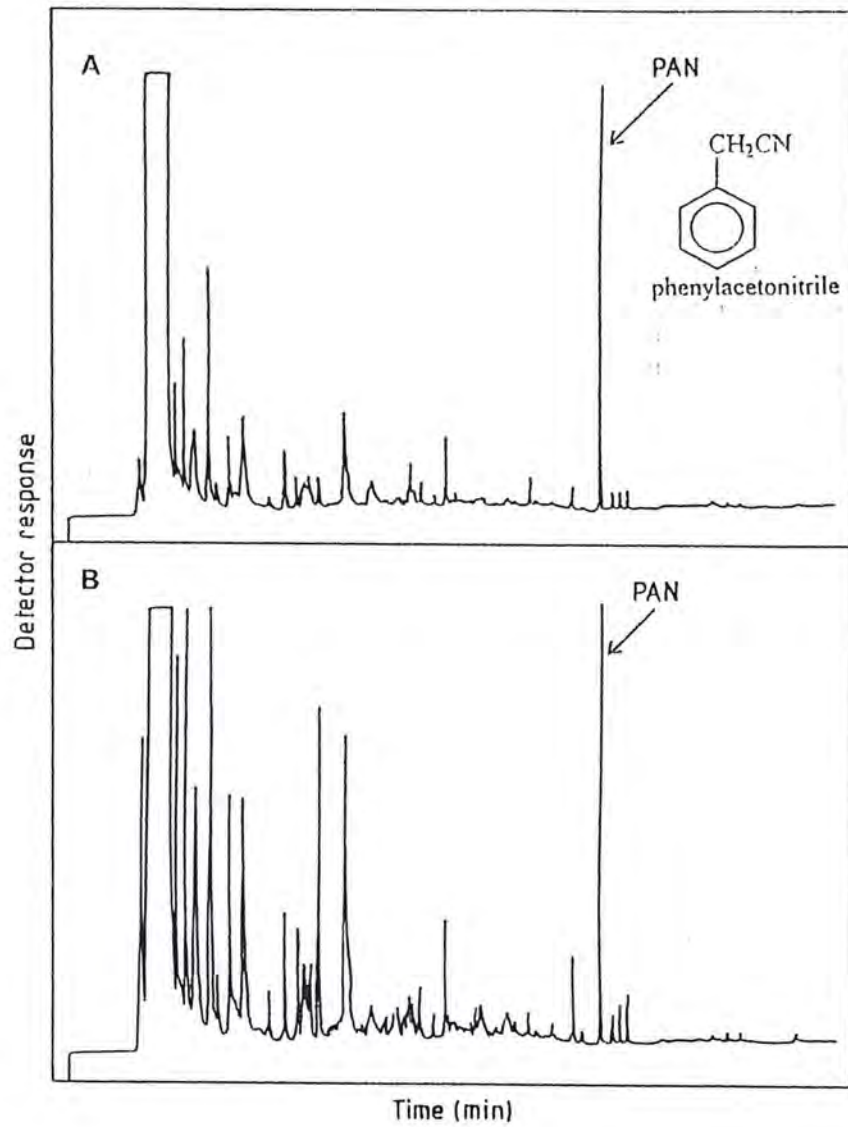 A
PAN
CH₂CN
phenylacetonitrile
Detector response
B
PAN
Time (min)